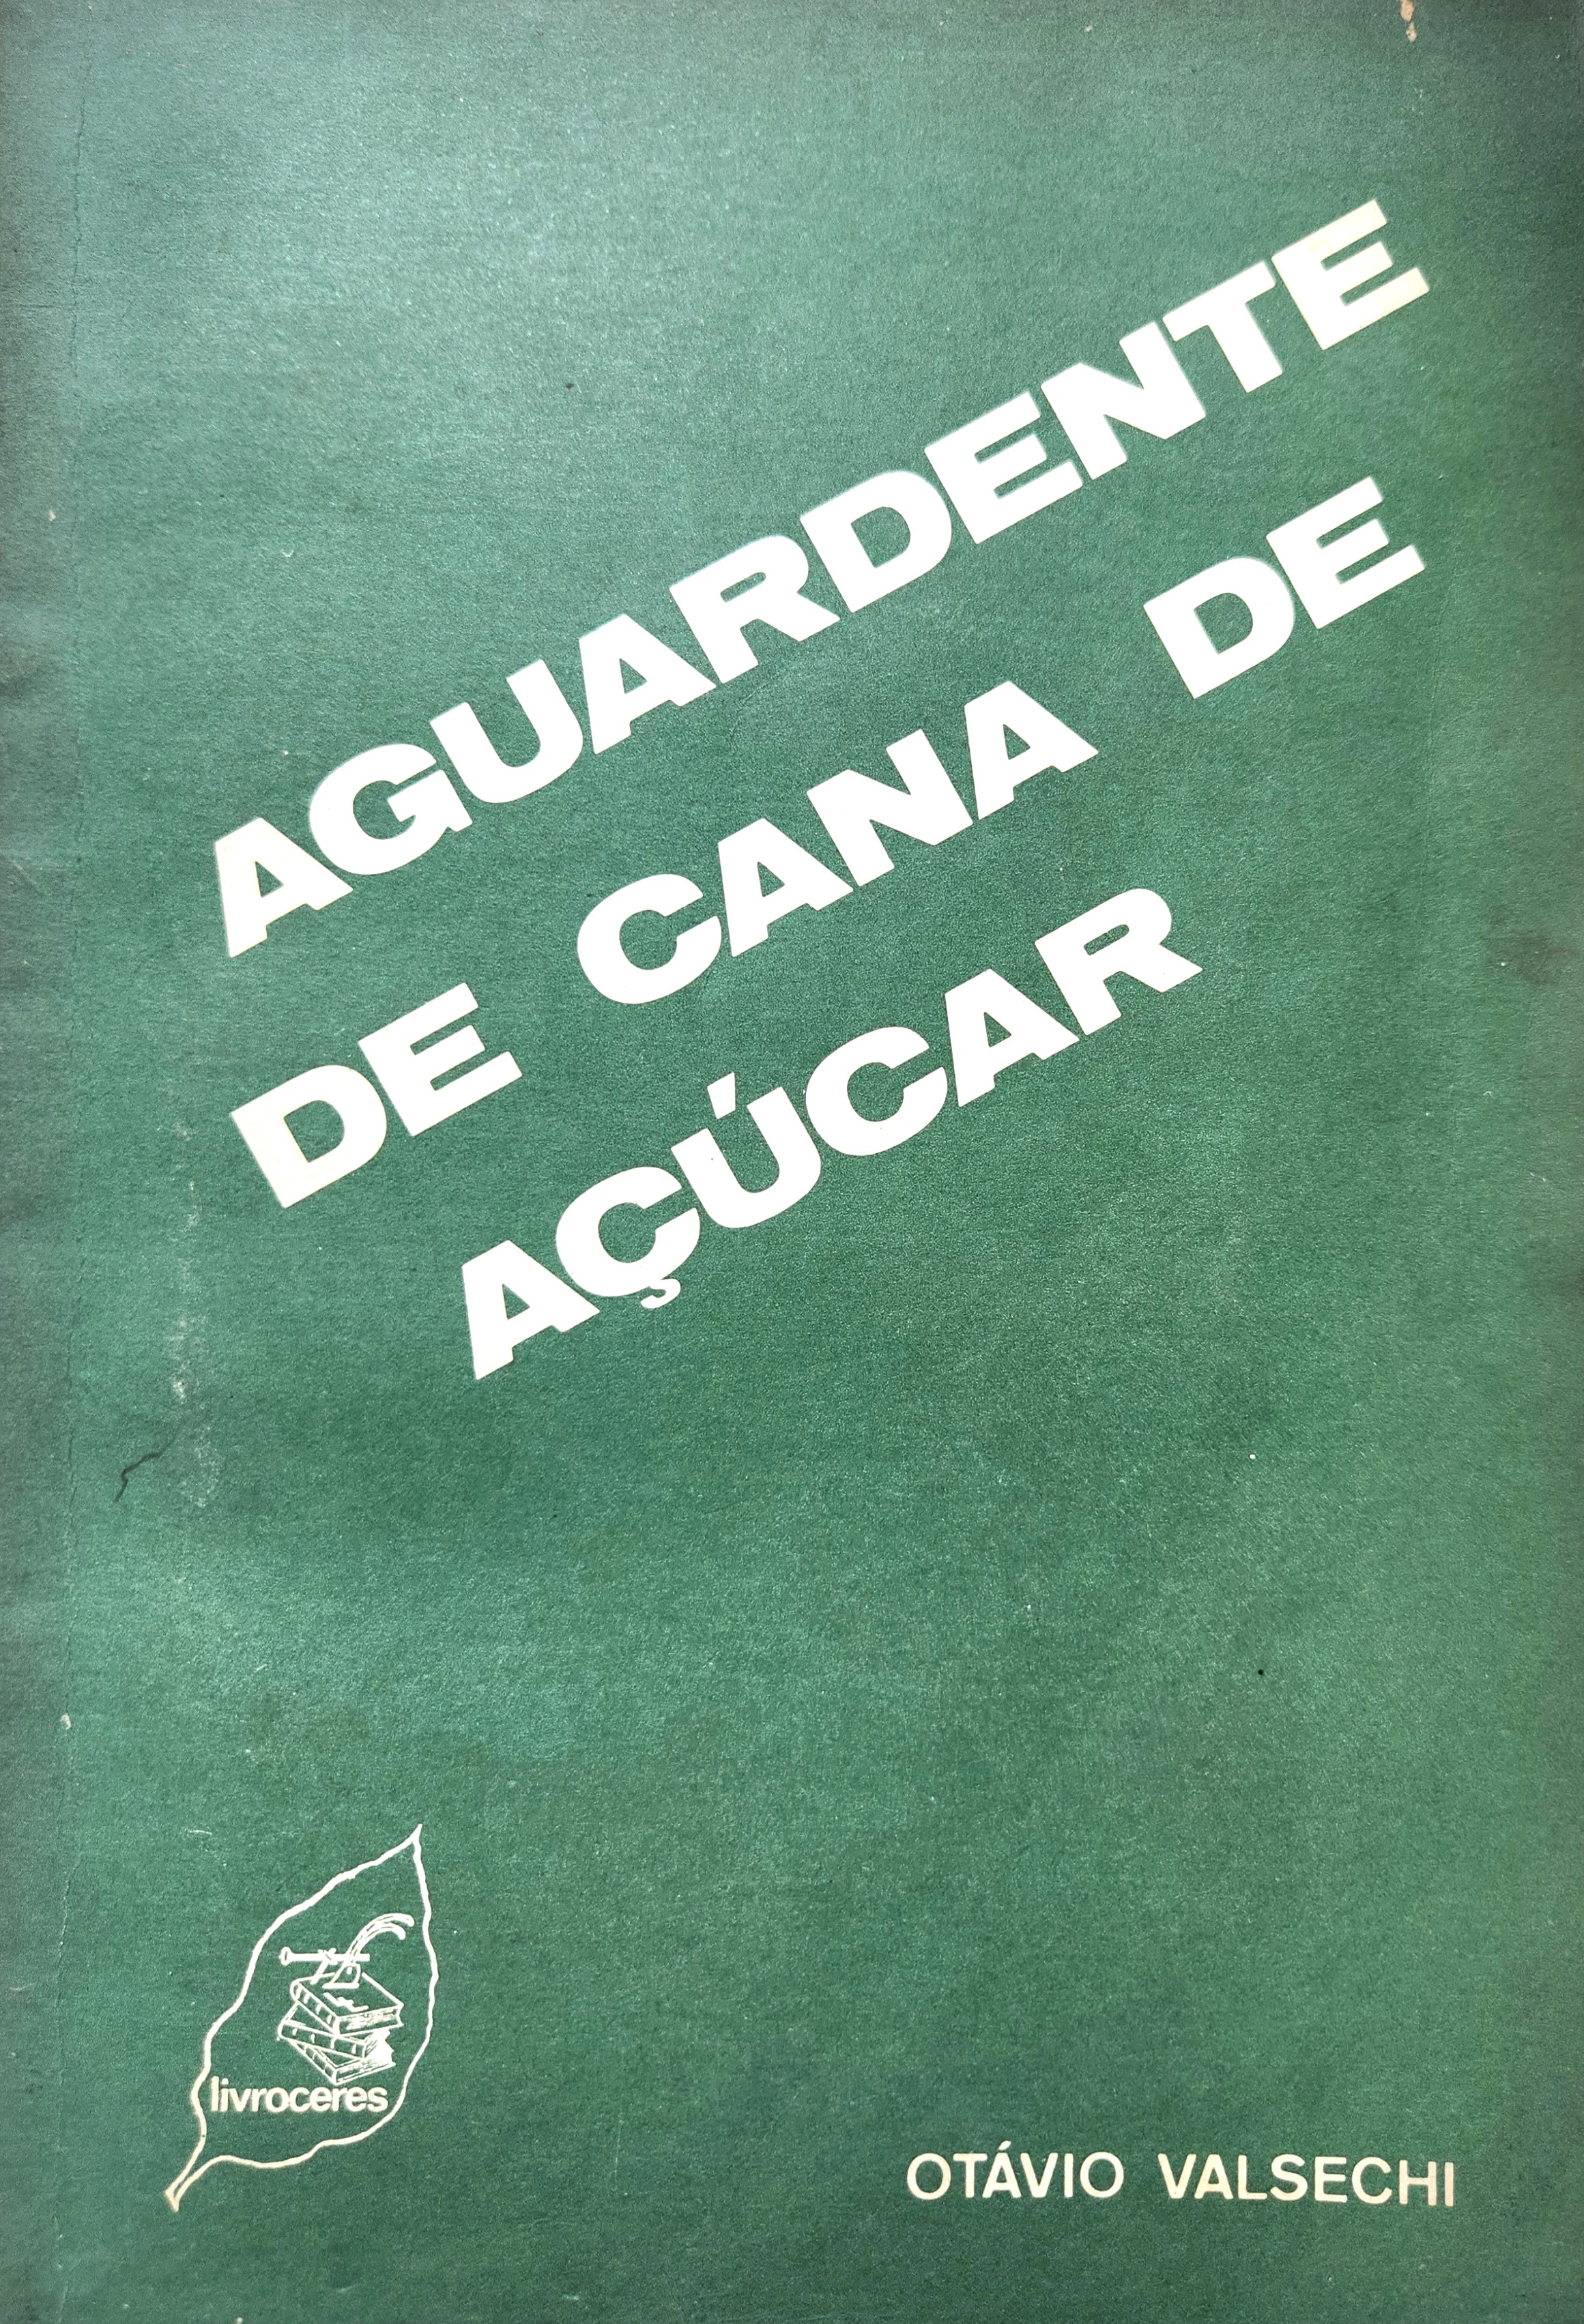 AGUARDENTE
DE CANA DE
AÇÚCAR
livroceres
OTÁVIO VALSECHI